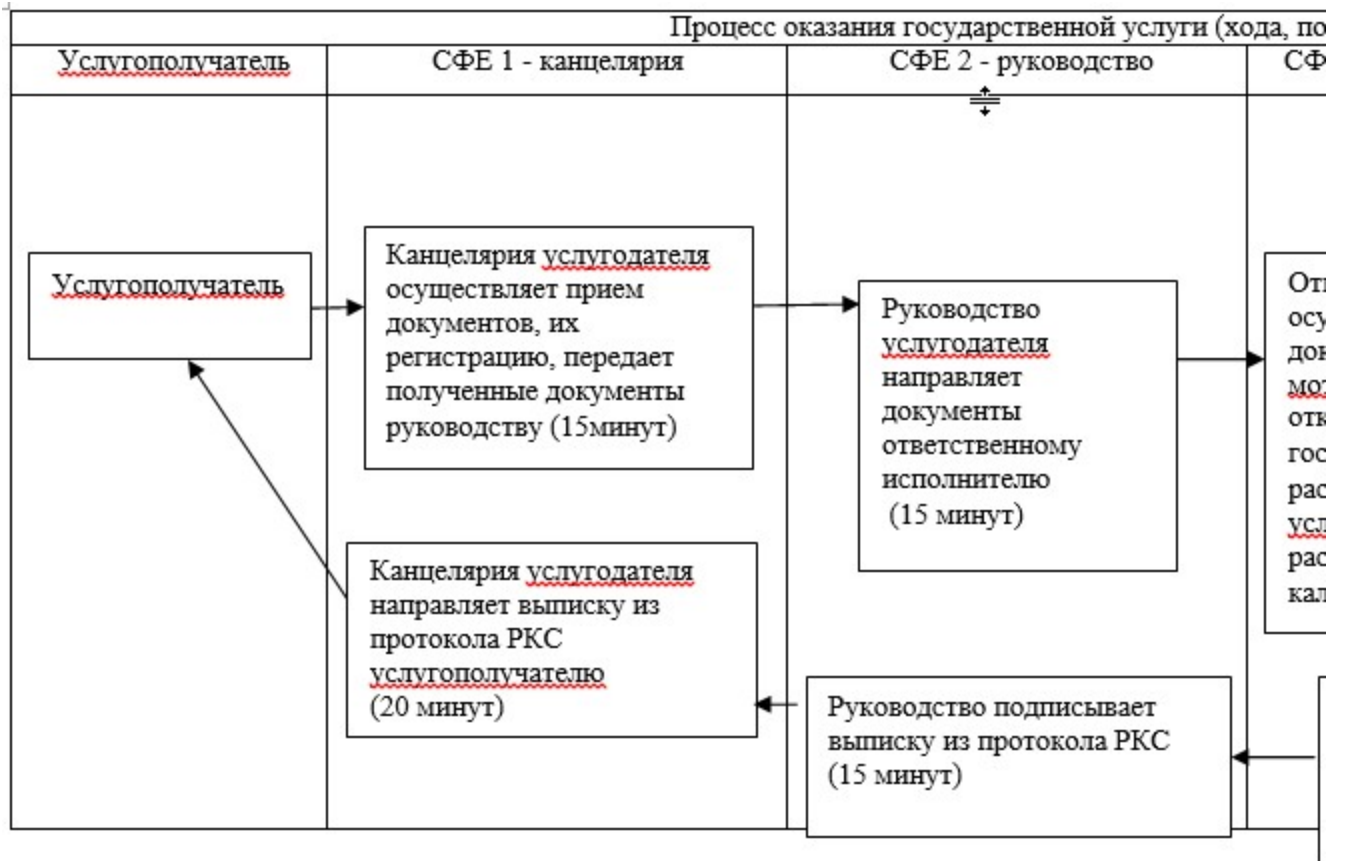 Процесс оказания государственной услуги (хода,
Услугополучатель
СФЕ 1 - канцелярия
СФЕ 2 - руководство
Услугополучатель
Канцелярия услугодателя
осуществляет прием
документов, их
регистрацию, передает
полученные документы
руководству (15минут)
Руководство
услугодателя
направляет
документы
ответственному
исполнителю
(15 минут)
Канцелярия услугодателя
направляет выписку из
протокола РКС
услугополучателю
(20 минут)
Руководство подписывает
выписку из протокола РКС
(15 минут)